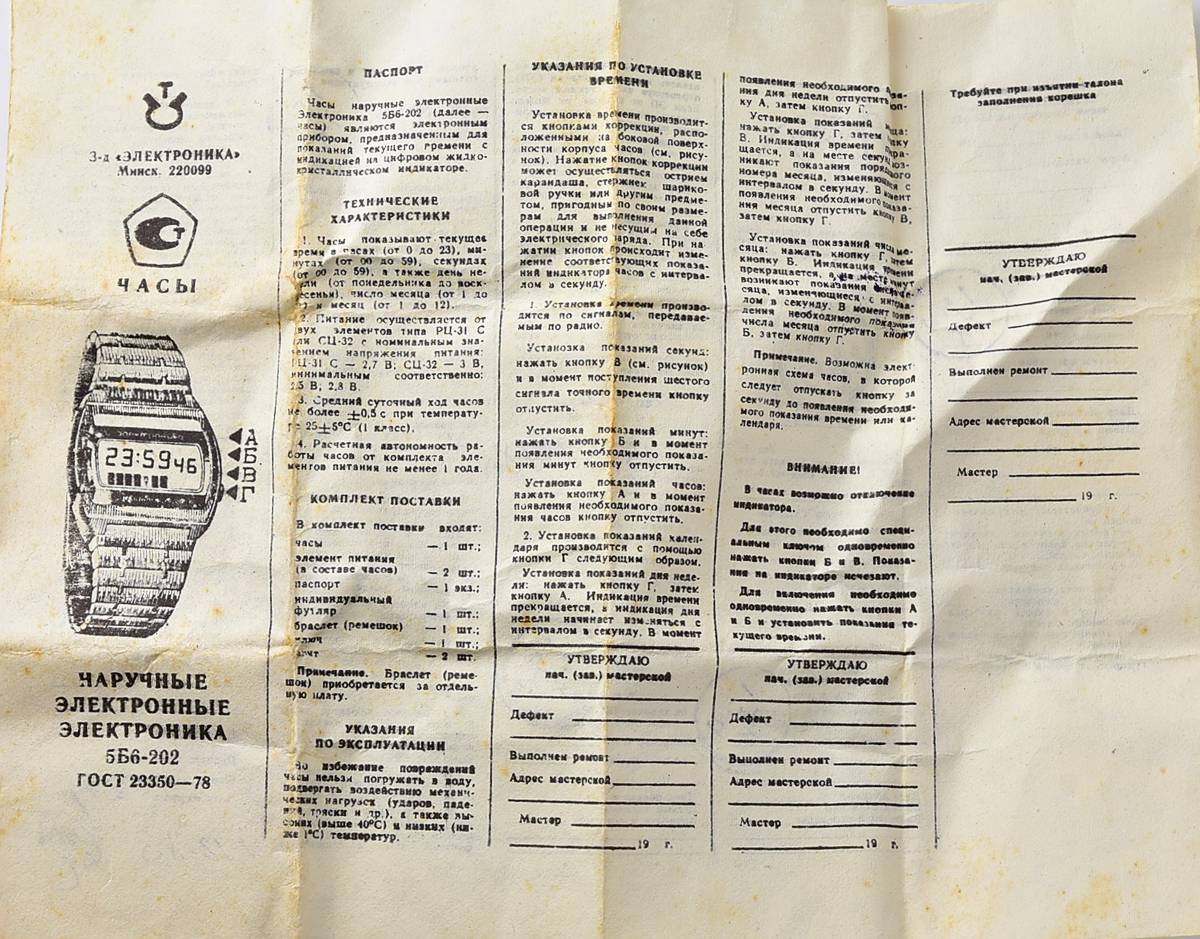 З-д «ЭЛЕКТРОНИКА»
Минск 220099
ЧАСЫ
электроника
23:59 46
А
Б
В
Г
НАРУЧНЫЕ
ЭЛЕКТРОННЫЕ
ЭЛЕКТРОНИКА
5Б6-202
ГОСТ 23350—78
ПАСПОРТ
Часы наручные электронные
Электроника 5Б6-202 (далее —
часы) являются электронным
прибором, предназначенным для
показаний текущего времени с
индикацией на цифровом жидко-
кристаллическом индикаторе.
ТЕХНИЧЕСКИЕ
ХАРАКТЕРИСТИКИ
1. Часы показывают текущее
время в часах (от 0 до 23), ми-
нутах (от 00 до 59), секундах
(от 00 до 59), а также день не-
дели (от понедельника до воск-
ресенья), число месяца (от 1 до
и месяц (от 1 до 12).
2. Питание осуществляется от
двух элементов типа РЦ-31 С
или СЦ-32 с номинальным зна-
чением напряжения питания:
РЦ-31 С — 2,7 В; СЦ-32 — 3 В,
минимальным соответственно:
2,5 В; 2,8 В.
3. Средний суточный ход часов
не более ±0,5 с при температу-
ре 25±5°С (1 класс).
4. Расчетная автономность ра-
боты часов от комплекта эле-
ментов питания не менее 1 года.
КОМПЛЕКТ ПОСТАВКИ
В комплект поставки входят:
часы — 1 шт.;
элемент питания
(в составе часов) — 2 шт.;
паспорт — 1 экз.;
индивидуальный
футляр — 1 шт.;
браслет (ремешок) — 1 шт.;
ключ — 1 шт.;
винт — 2 шт.
Примечание. Браслет (реме-
шок) приобретается за отдель-
ную плату.
УКАЗАНИЯ
ПО ЭКСПЛУАТАЦИИ
Во избежание повреждений
часы нельзя погружать в воду,
подвергать воздействию механи-
ческих нагрузок (ударов, паде-
ний, тряски и др.), а также вы-
соких (выше 40°С) и низких (ни-
же 1°С) температур.
УКАЗАНИЯ ПО УСТАНОВКЕ
ВРЕМЕНИ
Установка времени производит-
ся кнопками коррекции, распо-
ложенными на боковой поверх-
ности корпуса часов (см. рису-
нок). Нажатие кнопок коррекции
может осуществляться острием
карандаша, стержнем шарико-
вой ручки или другим предме-
том, пригодным по своим разме-
рам для выполнения данной
операции и не несущим на себе
электрического заряда. При на-
жатии кнопок происходит изме-
нение соответствующих показа-
ний индикатора часов с интерва-
лом в секунду.
1. Установка времени произво-
дится по сигналам, передавае-
мым по радио.
Установка показаний секунд:
нажать кнопку В (см. рисунок)
и в момент поступления шестого
сигнала точного времени кнопку
отпустить.
Установка показаний минут:
нажать кнопку Б и в момент
появления необходимого показа-
ния минут кнопку отпустить.
Установка показаний часов:
нажать кнопку А и в момент
появления необходимого показа-
ния часов кнопку отпустить.
2. Установка показаний кален-
даря производится с помощью
кнопки Г следующим образом.
Установка показаний дня неде-
ли: нажать кнопку Г, затем
кнопку А. Индикация времени
прекращается, а индикация дня
недели начинает изменяться с
интервалом в секунду. В момент
УТВЕРЖДАЮ
нач. (зав.) мастерской
Дефект
Выполнен ремонт
Адрес мастерской
Мастер
19 г.
появления необходимого показа-
ния дня недели отпустить кноп-
ку А, затем кнопку Г.
Установка показаний месяца:
нажать кнопку Г, затем кнопку
В. Индикация времени прекра-
щается, а на месте секунд воз-
никают показания порядкового
номера месяца, изменяющиеся с
интервалом в секунду. В момент
появления необходимого показа-
ния месяца отпустить кнопку В,
затем кнопку Г.
Установка показаний числа ме-
сяца: нажать кнопку Г, затем
кнопку Б. Индикация времени
прекращается, а на месте минут
возникают показания числа ме-
сяца, изменяющиеся с интерва-
лом в секунду. В момент появ-
ления необходимого показания
числа месяца отпустить кнопку
Б, затем кнопку Г.
Примечание. Возможна элект-
ронная схема часов, в которой
следует отпускать кнопку за
секунду до появления необходи-
мого показания времени или ка-
лендаря.
ВНИМАНИЕ!
В часах возможно отключение
индикатора.
Для этого необходимо специ-
альным ключом одновременно
нажать кнопки Б и В. Показа-
ния на индикаторе исчезают.
Для включения необходимо
одновременно нажать кнопки А
и Б и установить показания те-
кущего времени.
УТВЕРЖДАЮ
нач. (зав.) мастерской
Дефект
Выполнен ремонт
Адрес мастерской
Мастер
19 г.
Требуйте при изъятии талона
заполнения корешка
УТВЕРЖДАЮ
нач. (зав.) мастерской
Дефект
Выполнен ремонт
Адрес мастерской
Мастер
19 г.